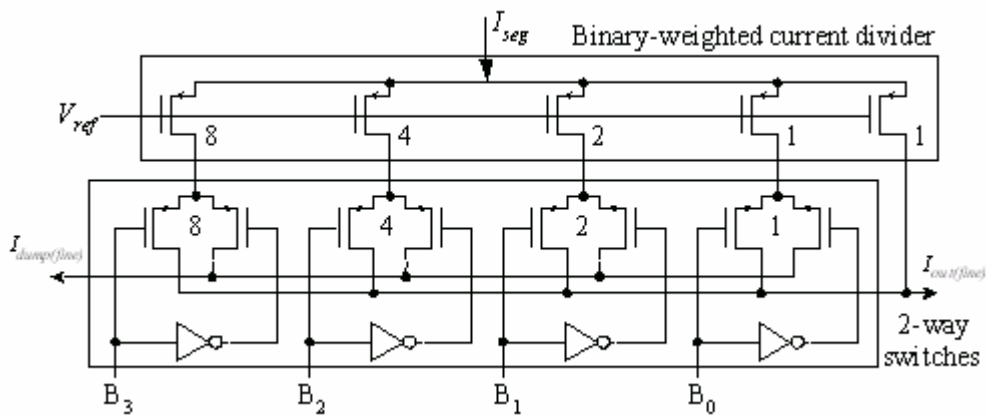 I_seg
Binary-weighted current divider
V_ref
8 4 2 1 1
8 4 2 1
I_dump(fine)
I_out(fine)
2-way
switches
B_3 B_2 B_1 B_0